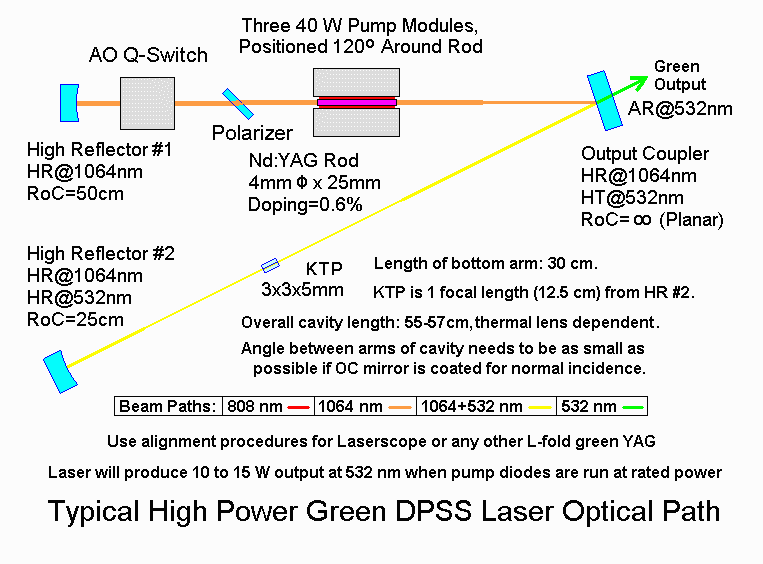 Three 40 W Pump Modules,
Positioned 120º Around Rod
AO Q-Switch
Green
Output
AR@532nm
Polarizer
High Reflector #1
HR@1064nm
RoC=50cm
Nd:YAG Rod
4mm Φ x 25mm
Doping=0.6%
Output Coupler
HR@1064nm
HT@532nm
RoC= ∞ (Planar)
High Reflector #2
HR@1064nm
HR@532nm
RoC=25cm
KTP
3x3x5mm
Length of bottom arm: 30 cm.
KTP is 1 focal length (12.5 cm) from HR #2.
Overall cavity length: 55-57cm, thermal lens dependent.
Angle between arms of cavity needs to be as small as
possible if OC mirror is coated for normal incidence.
Beam Paths: 808 nm 1064 nm 1064+532 nm 532 nm
Use alignment procedures for Laserscope or any other L-fold green YAG
Laser will produce 10 to 15 W output at 532 nm when pump diodes are run at rated power
Typical High Power Green DPSS Laser Optical Path